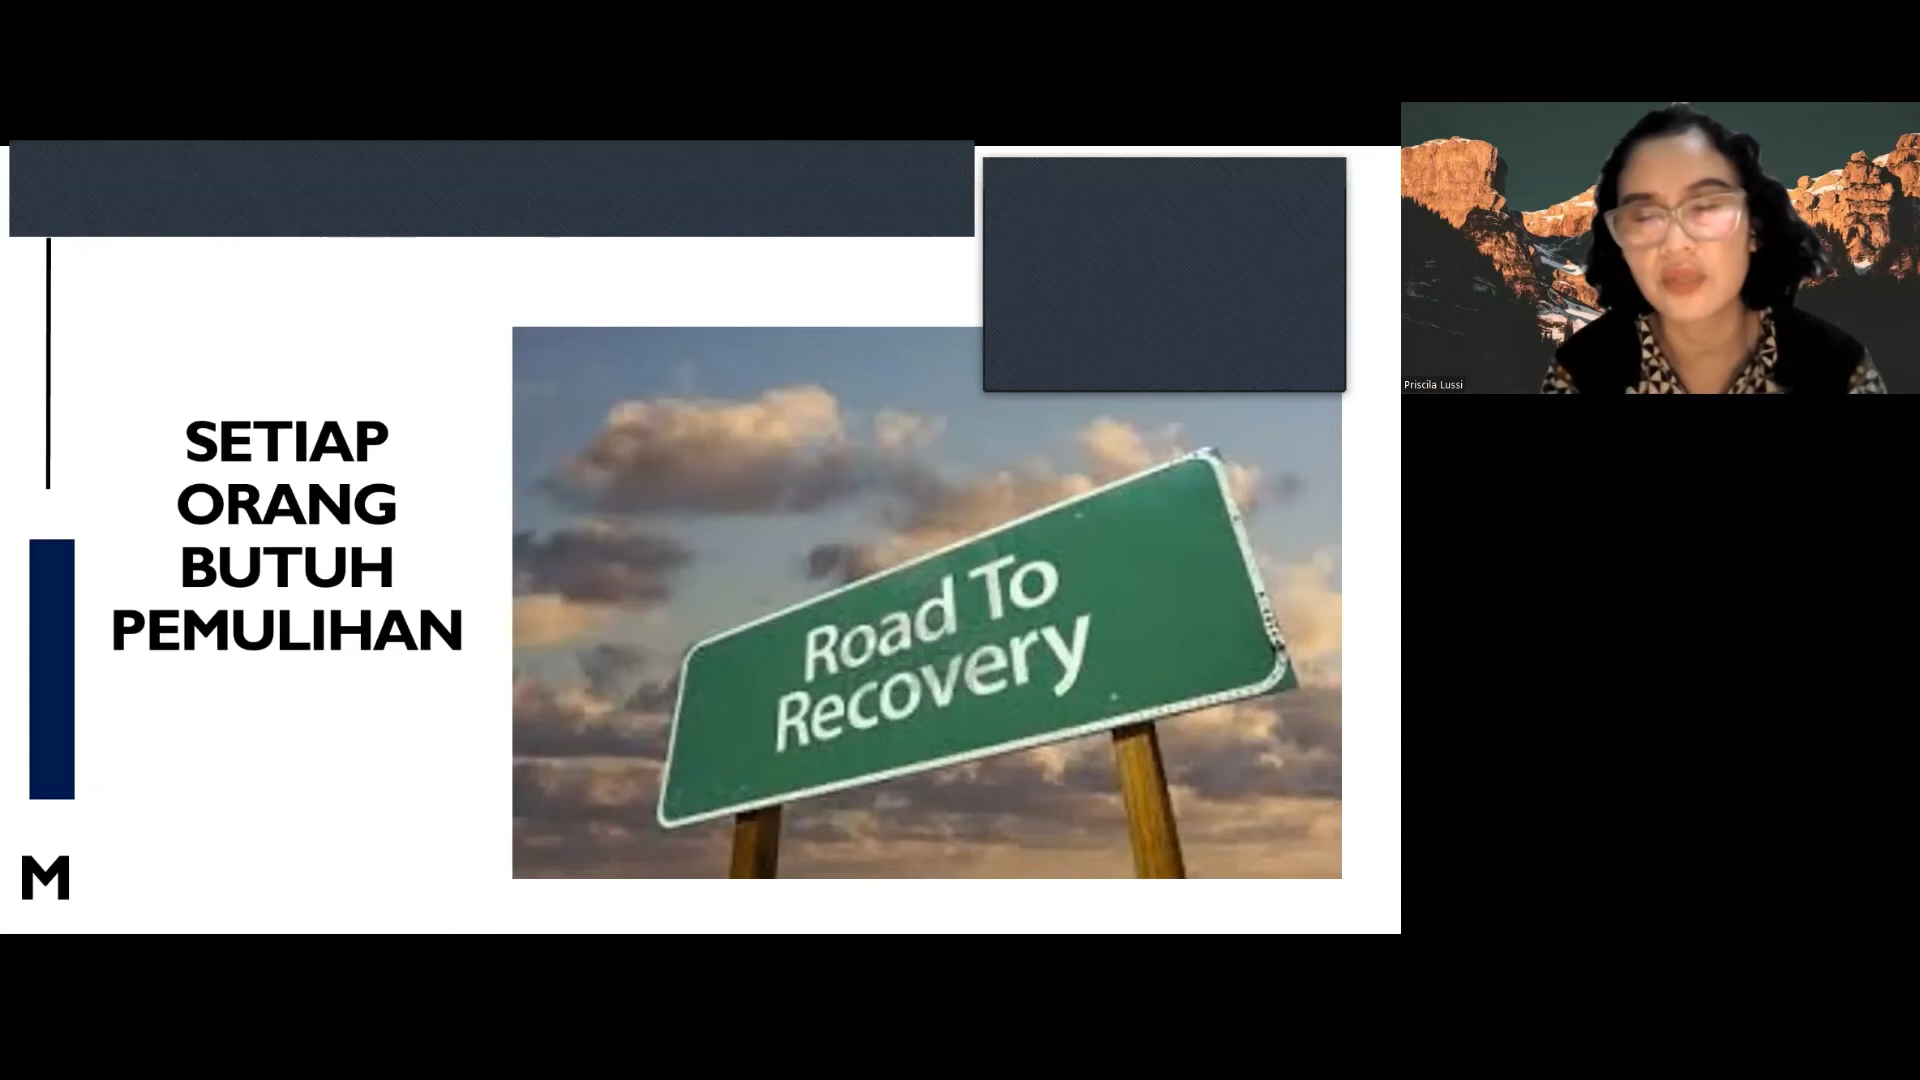 SETIAP
ORANG
BUTUH
PEMULIHAN
Road To
Recovery
M
Priscila Lussi